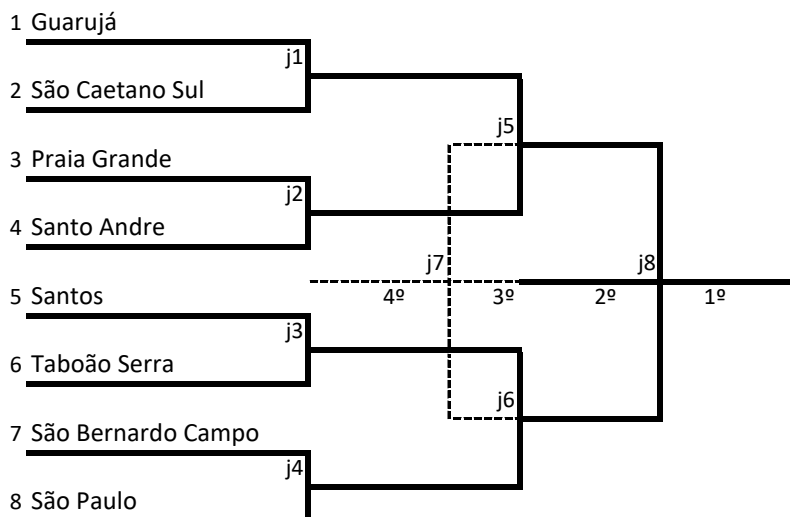 1 Guarujá
j1
2 São Caetano Sul
j5
3 Praia Grande
j2
4 Santo Andre
j7
j8
5 Santos
4º 3º 2º 1º
j3
6 Taboão Serra
j6
7 São Bernardo Campo
j4
8 São Paulo